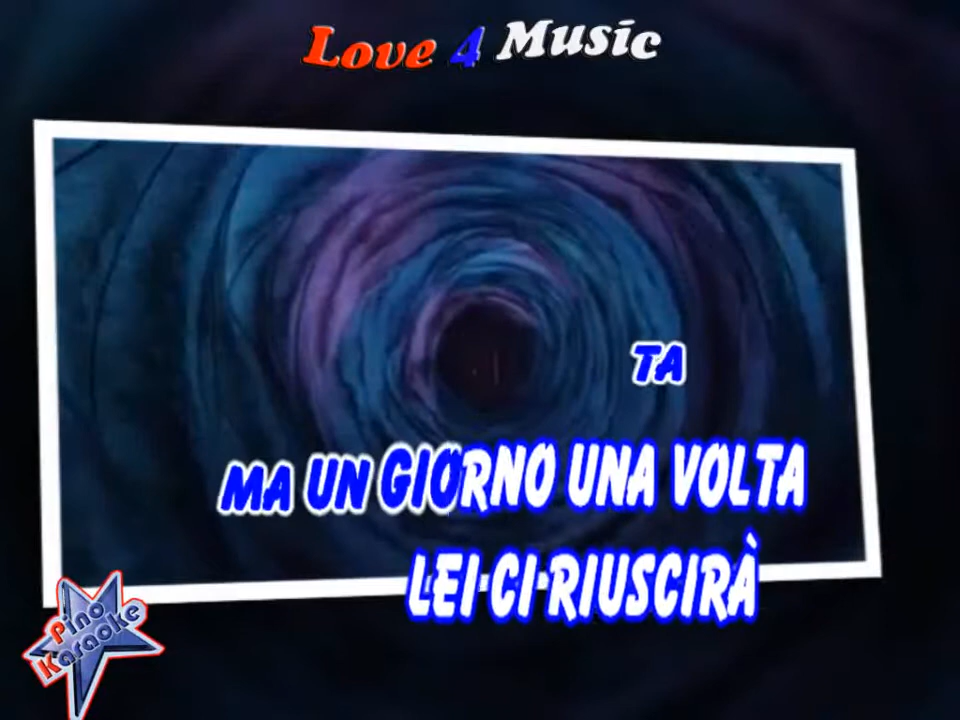 Love 4 Music
TA
MA UN GIORNO UNA VOLTA
LEI CI RIUSCIRÀ
Pino
Karaoke